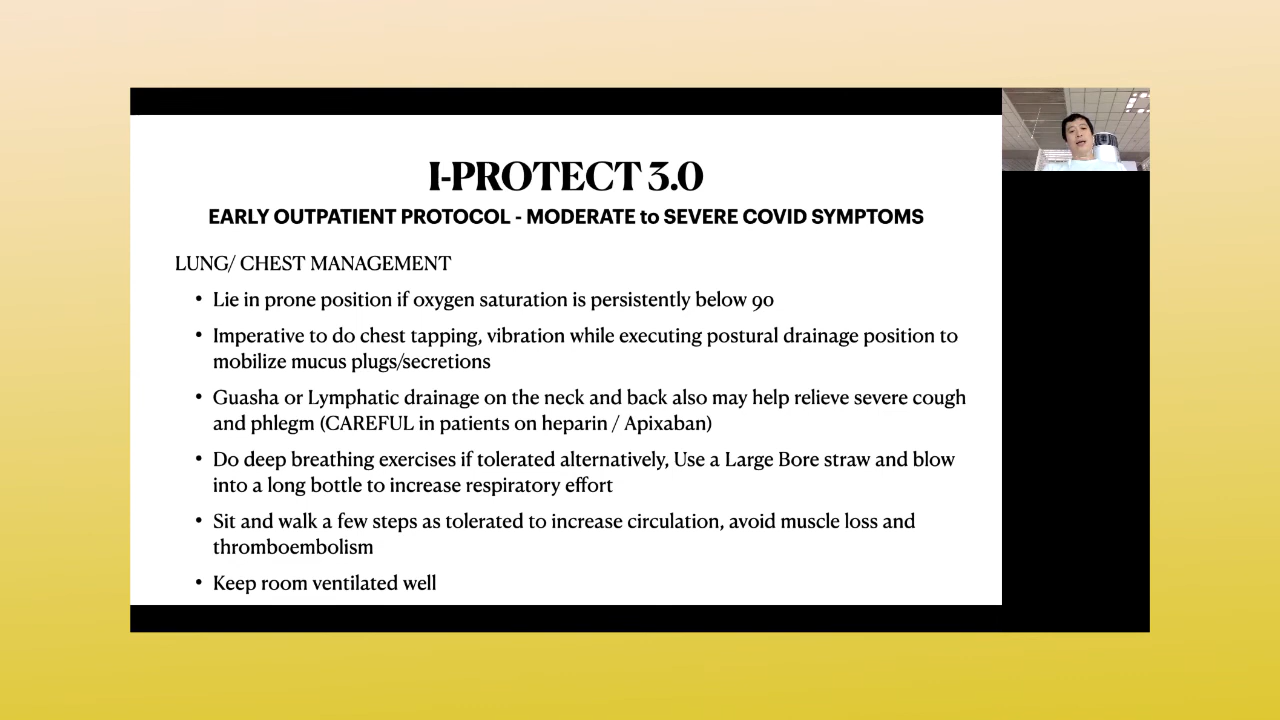 I-PROTECT 3.0
EARLY OUTPATIENT PROTOCOL - MODERATE to SEVERE COVID SYMPTOMS
LUNG/ CHEST MANAGEMENT
• Lie in prone position if oxygen saturation is persistently below 90
• Imperative to do chest tapping, vibration while executing postural drainage position to
mobilize mucus plugs/secretions
• Guasha or Lymphatic drainage on the neck and back also may help relieve severe cough
and phlegm (CAREFUL in patients on heparin / Apixaban)
• Do deep breathing exercises if tolerated alternatively, Use a Large Bore straw and blow
into a long bottle to increase respiratory effort
• Sit and walk a few steps as tolerated to increase circulation, avoid muscle loss and
thromboembolism
• Keep room ventilated well